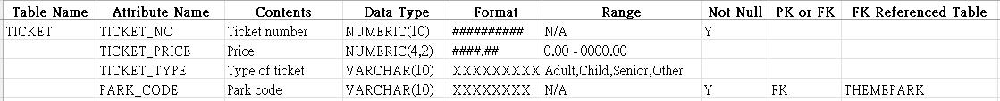 Table Name Attribute Name Contents Data Type Format Range Not Null PK or FK FK Referenced Table
TICKET TICKET_NO Ticket number NUMERIC(10) ########## N/A Y
TICKET_PRICE Price NUMERIC(4,2) ####.## 0.00 - 0000.00
TICKET_TYPE Type of ticket VARCHAR(10) XXXXXXXXX Adult,Child,Senior,Other
PARK_CODE Park code VARCHAR(10) XXXXXXXX N/A Y FK THEMEPARK